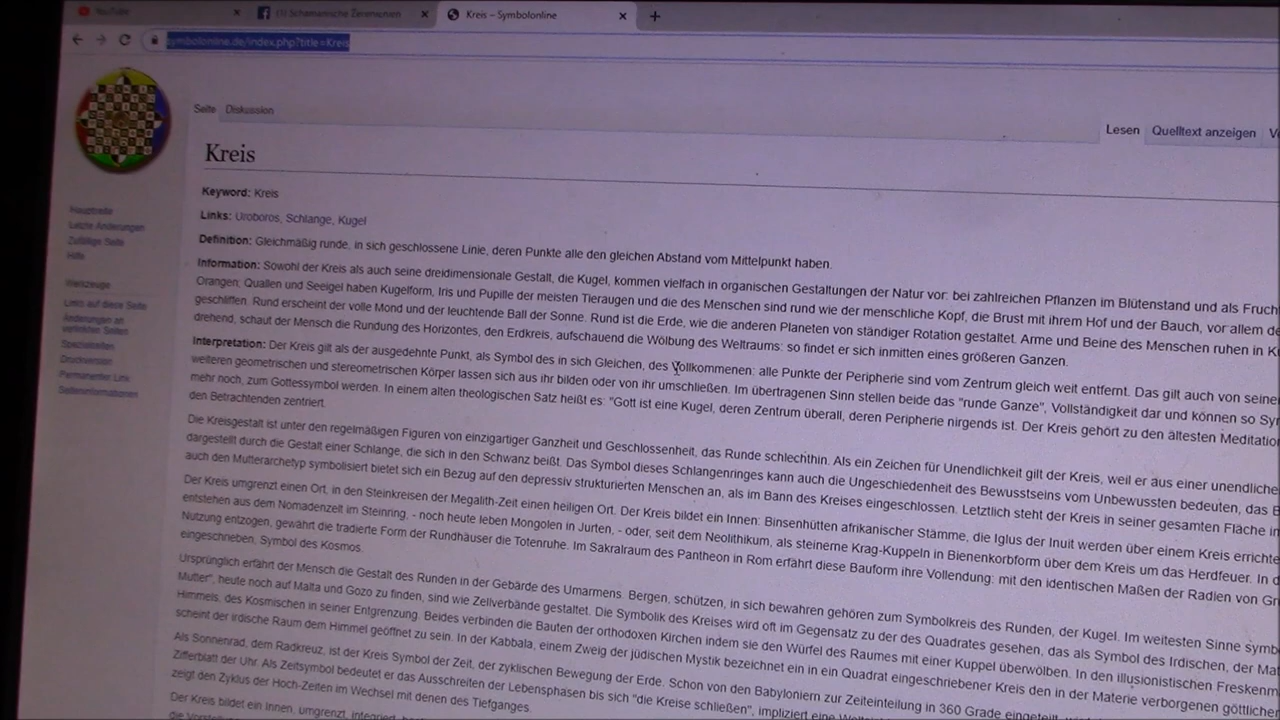 YouTube
(1) Schamanische Zeremonien
Kreis – Symbolonline
symbolonline.de/index.php?title=Kreis
Seite Diskussion
Lesen Quelltext anzeigen
Kreis
Hauptseite
Letzte Änderungen
Zufällige Seite
Hilfe
Werkzeuge
Links auf diese Seite
Änderungen an
verlinkten Seiten
Spezialseiten
Druckversion
Permanenter Link
Seiteninformationen
Keyword: Kreis
Links: Uroboros, Schlange, Kugel
Definition: Gleichmäßig runde, in sich geschlossene Linie, deren Punkte alle den gleichen Abstand vom Mittelpunkt haben.
Information: Sowohl der Kreis als auch seine dreidimensionale Gestalt, die Kugel, kommen vielfach in organischen Gestaltungen der Natur vor: bei zahlreichen Pflanzen im Blütenstand und als Fruch
Orangen; Quallen und Seeigel haben Kugelform, Iris und Pupille der meisten Tieraugen und die des Menschen sind rund wie der menschliche Kopf, die Brust mit ihrem Hof und der Bauch, vor allem
geschliffen. Rund erscheint der volle Mond und der leuchtende Ball der Sonne. Rund ist die Erde, wie die anderen Planeten von ständiger Rotation gestaltet. Arme und Beine des Menschen ruhen in
drehend, schaut der Mensch die Rundung des Horizontes, den Erdkreis, aufschauend die Wölbung des Weltraums: so findet er sich inmitten eines größeren Ganzen.
Interpretation: Der Kreis gilt als der ausgedehnte Punkt, als Symbol des in sich Gleichen, des Vollkommenen: alle Punkte der Peripherie sind vom Zentrum gleich weit entfernt. Das gilt auch von seine
weiteren geometrischen und stereometrischen Körper lassen sich aus ihr bilden oder von ihr umschließen. Im übertragenen Sinn stellen beide das "runde Ganze", Vollständigkeit dar und können so Sy
mehr noch, zum Gottessymbol werden. In einem alten theologischen Satz heißt es: "Gott ist eine Kugel, deren Zentrum überall, deren Peripherie nirgends ist. Der Kreis gehört zu den ältesten Meditatio
den Betrachtenden zentriert.
Die Kreisgestalt ist unter den regelmäßigen Figuren von einzigartiger Ganzheit und Geschlossenheit, das Runde schlechthin. Als ein Zeichen für Unendlichkeit gilt der Kreis, weil er aus einer unendliche
dargestellt durch die Gestalt einer Schlange, die sich in den Schwanz beißt. Das Symbol dieses Schlangenringes kann auch die Ungeschiedenheit des Bewusstseins vom Unbewussten bedeuten, das
auch den Mutterarchetyp symbolisiert bietet sich ein Bezug auf den depressiv strukturierten Menschen an, als im Bann des Kreises eingeschlossen. Letztlich steht der Kreis in seiner gesamten Fläche
Der Kreis umgrenzt einen Ort, in den Steinkreisen der Megalith-Zeit einen heiligen Ort. Der Kreis bildet ein Innen: Binsenhütten afrikanischer Stämme, die Iglus der Inuit werden über einem Kreis errichte
entstehen aus dem Nomadenzelt im Steinring, - noch heute leben Mongolen in Jurten, - oder, seit dem Neolithikum, als steinerne Krag-Kuppeln in Bienenkorbform über dem Kreis um das Herdfeuer. In
Nutzung entzogen, gewährt die tradierte Form der Rundhäuser die Totenruhe. Im Sakralraum des Pantheon in Rom erfährt diese Bauform ihre Vollendung: mit den identischen Maßen der Radien von Gr
eingeschrieben, Symbol des Kosmos.
Ursprünglich erfährt der Mensch die Gestalt des Runden in der Gebärde des Umarmens. Bergen, schützen, in sich bewahren gehören zum Symbolkreis des Runden, der Kugel. Im weitesten Sinne symb
Mutter", heute noch auf Malta und Gozo zu finden, sind wie Zellverbände gestaltet. Die Symbolik des Kreises wird oft im Gegensatz zu der des Quadrates gesehen, das als Symbol des Irdischen, der Ma
Himmels, des Kosmischen in seiner Entgrenzung. Beides verbinden die Bauten der orthodoxen Kirchen indem sie den Würfel des Raumes mit einer Kuppel überwölben. In den illusionistischen Freskenm
scheint der irdische Raum dem Himmel geöffnet zu sein. In der Kabbala, einem Zweig der jüdischen Mystik bezeichnet ein in ein Quadrat eingeschriebener Kreis den in der Materie verborgenen göttlicher
Als Sonnenrad, dem Radkreuz, ist der Kreis Symbol der Zeit, der zyklischen Bewegung der Erde. Schon von den Babyloniern zur Zeiteinteilung in 360 Grade eingeteilt,
Zifferblatt der Uhr. Als Zeitsymbol bedeutet er das Ausschreiten der Lebensphasen bis sich "die Kreise schließen", impliziert eine
zeigt den Zyklus der Hoch-Zeiten im Wechsel mit denen des Tiefganges.
Der Kreis bildet ein Innen, umgrenzt,